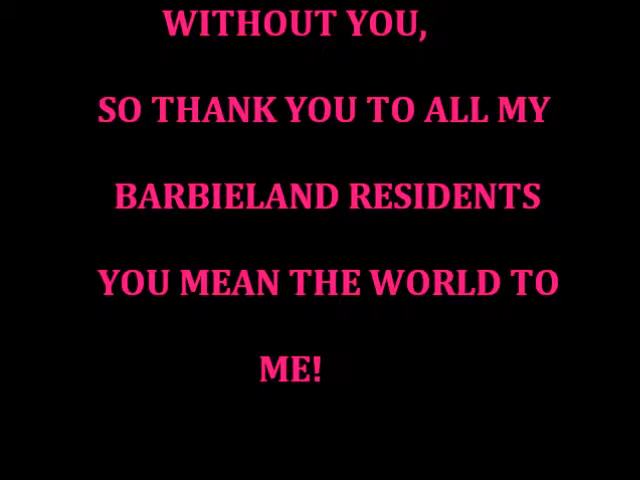 WITHOUT YOU,
SO THANK YOU TO ALL MY
BARBIELAND RESIDENTS
YOU MEAN THE WORLD TO
ME!